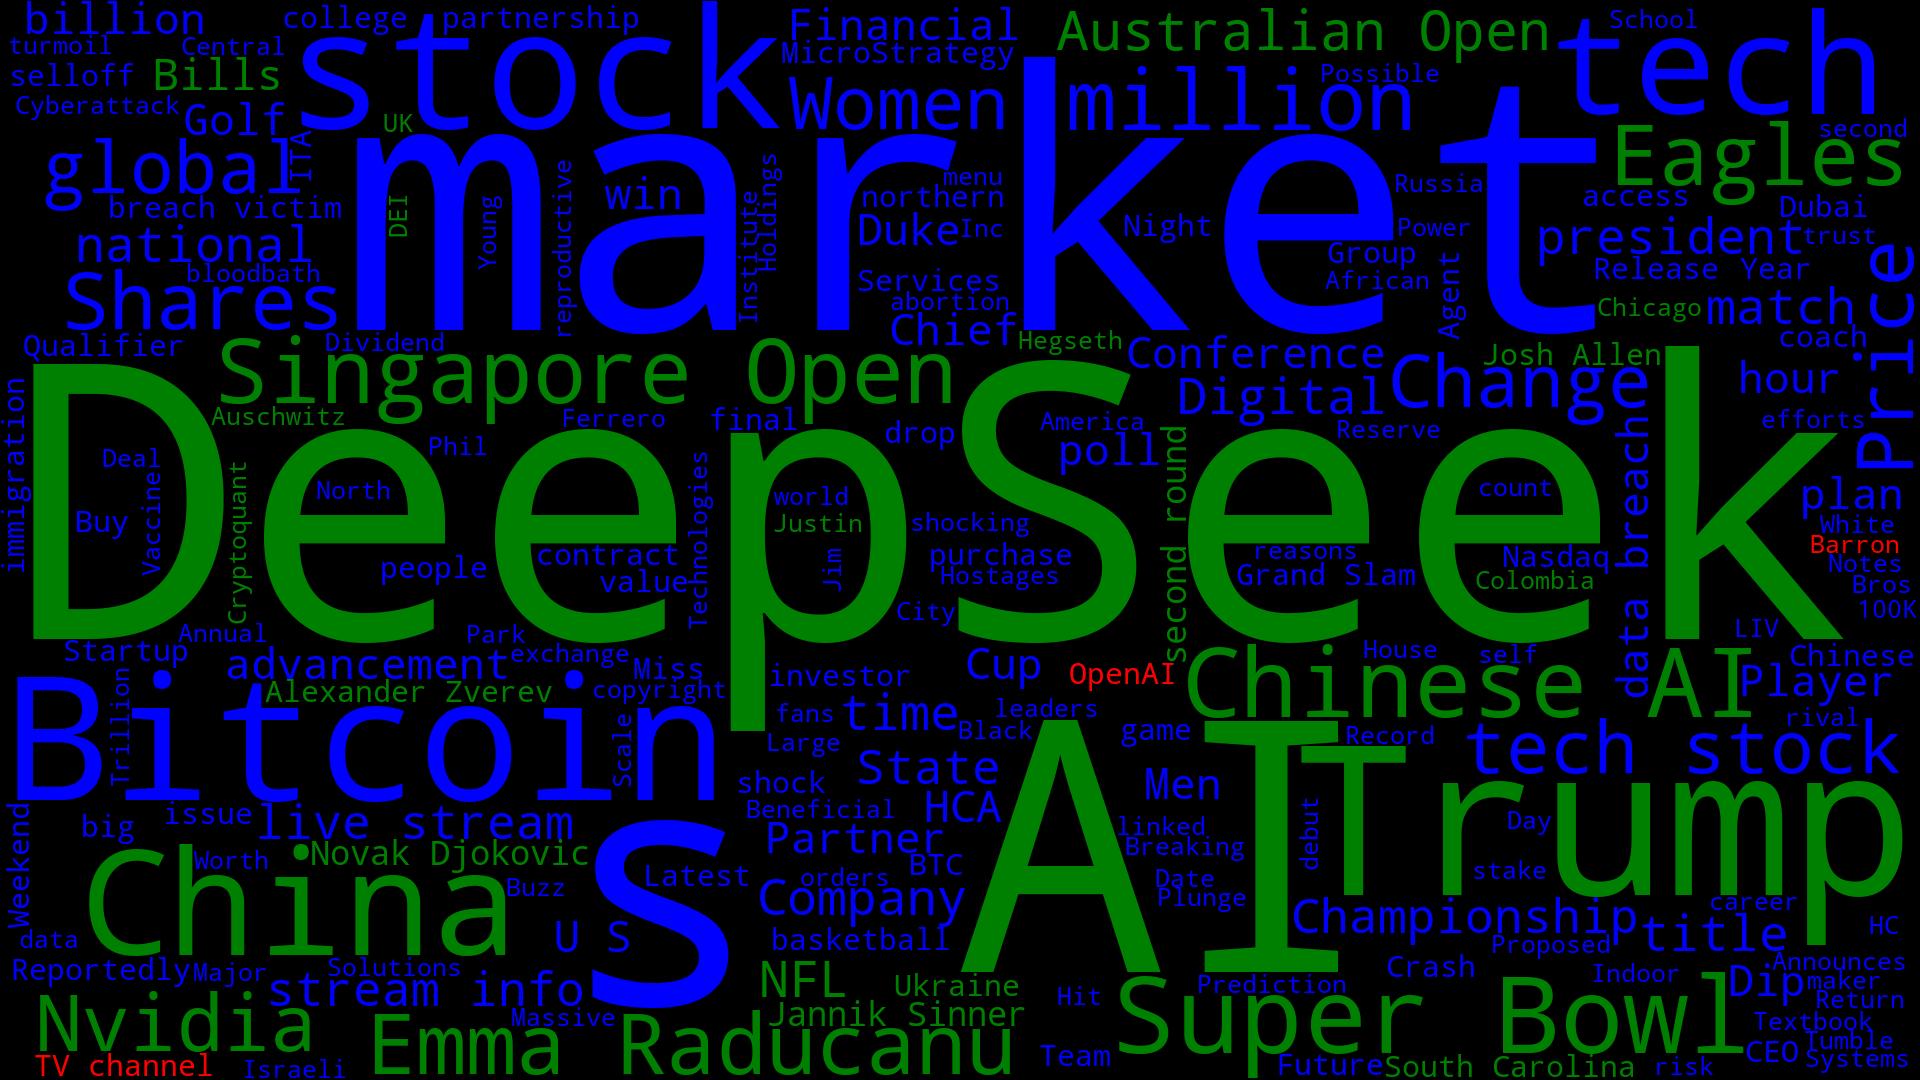 billion
college
partnership
stock
Financial
Australian Open
School
tech
turmoil
Central
MicroStrategy
selloff
Bills
Women
million
Possible
Cyberattack
Golf
UK
market
Eagles
second
global
ITA
DEI
Young
reproductive
win
Institute
Holdings
menu
northern
Duke
Inc
Night
Russia
access
Dubai
breach victim
national
Power
president
trust
Group
bloodbath
Services
African
Agent
Release Year
Price
Shares
abortion
Chief
Chicago
match
Qualifier
Dividend
Hegseth
Conference
Josh Allen
coach
Singapore Open
Digital
Change
hour
DeepSeek
immigration
Auschwitz
Ferrero
final
drop
America
Reserve
efforts
Phil
poll
Deal
Vaccine
Cryptoquant
North
Technologies
world
second round
count
data breach
plan
Buy
Justin
shocking
White
people
contract
purchase
reasons
Nasdaq
Barron
value
Jim
Hostages
Grand Slam
Colombia
Notes
Bros
City
100K
Annual
Park
LIV
Startup
advancement
exchange
Miss
Cup
OpenAI
House
self
Chinese
Bitcoin
Alexander Zverev
copyright
investor
Chinese AI
Player
Trillion
Scale
fans
time
leaders
rival
Large
Black
game
Record
tech stock
shock
State
Men
AI
Trump
Weekend
big
issue
live stream
s
Beneficial
HCA
linked
debut
Day
China
Worth
Novak Djokovic
Partner
Breaking
Latest
orders
BTC
Date
stake
Buzz
Company
Plunge
Championship
career
data
U S
basketball
Proposed
title
HC
Reportedly
Major
Solutions
NFL
Crash
Indoor
Announces
stream info
Ukraine
Hit
Prediction
Dip
maker
Return
Nvidia
Massive
Jannik Sinner
Super Bowl
Textbook
Emma Raducanu
Team
CEO
Tumble
TV channel
Israeli
Future
South Carolina
risk
Systems